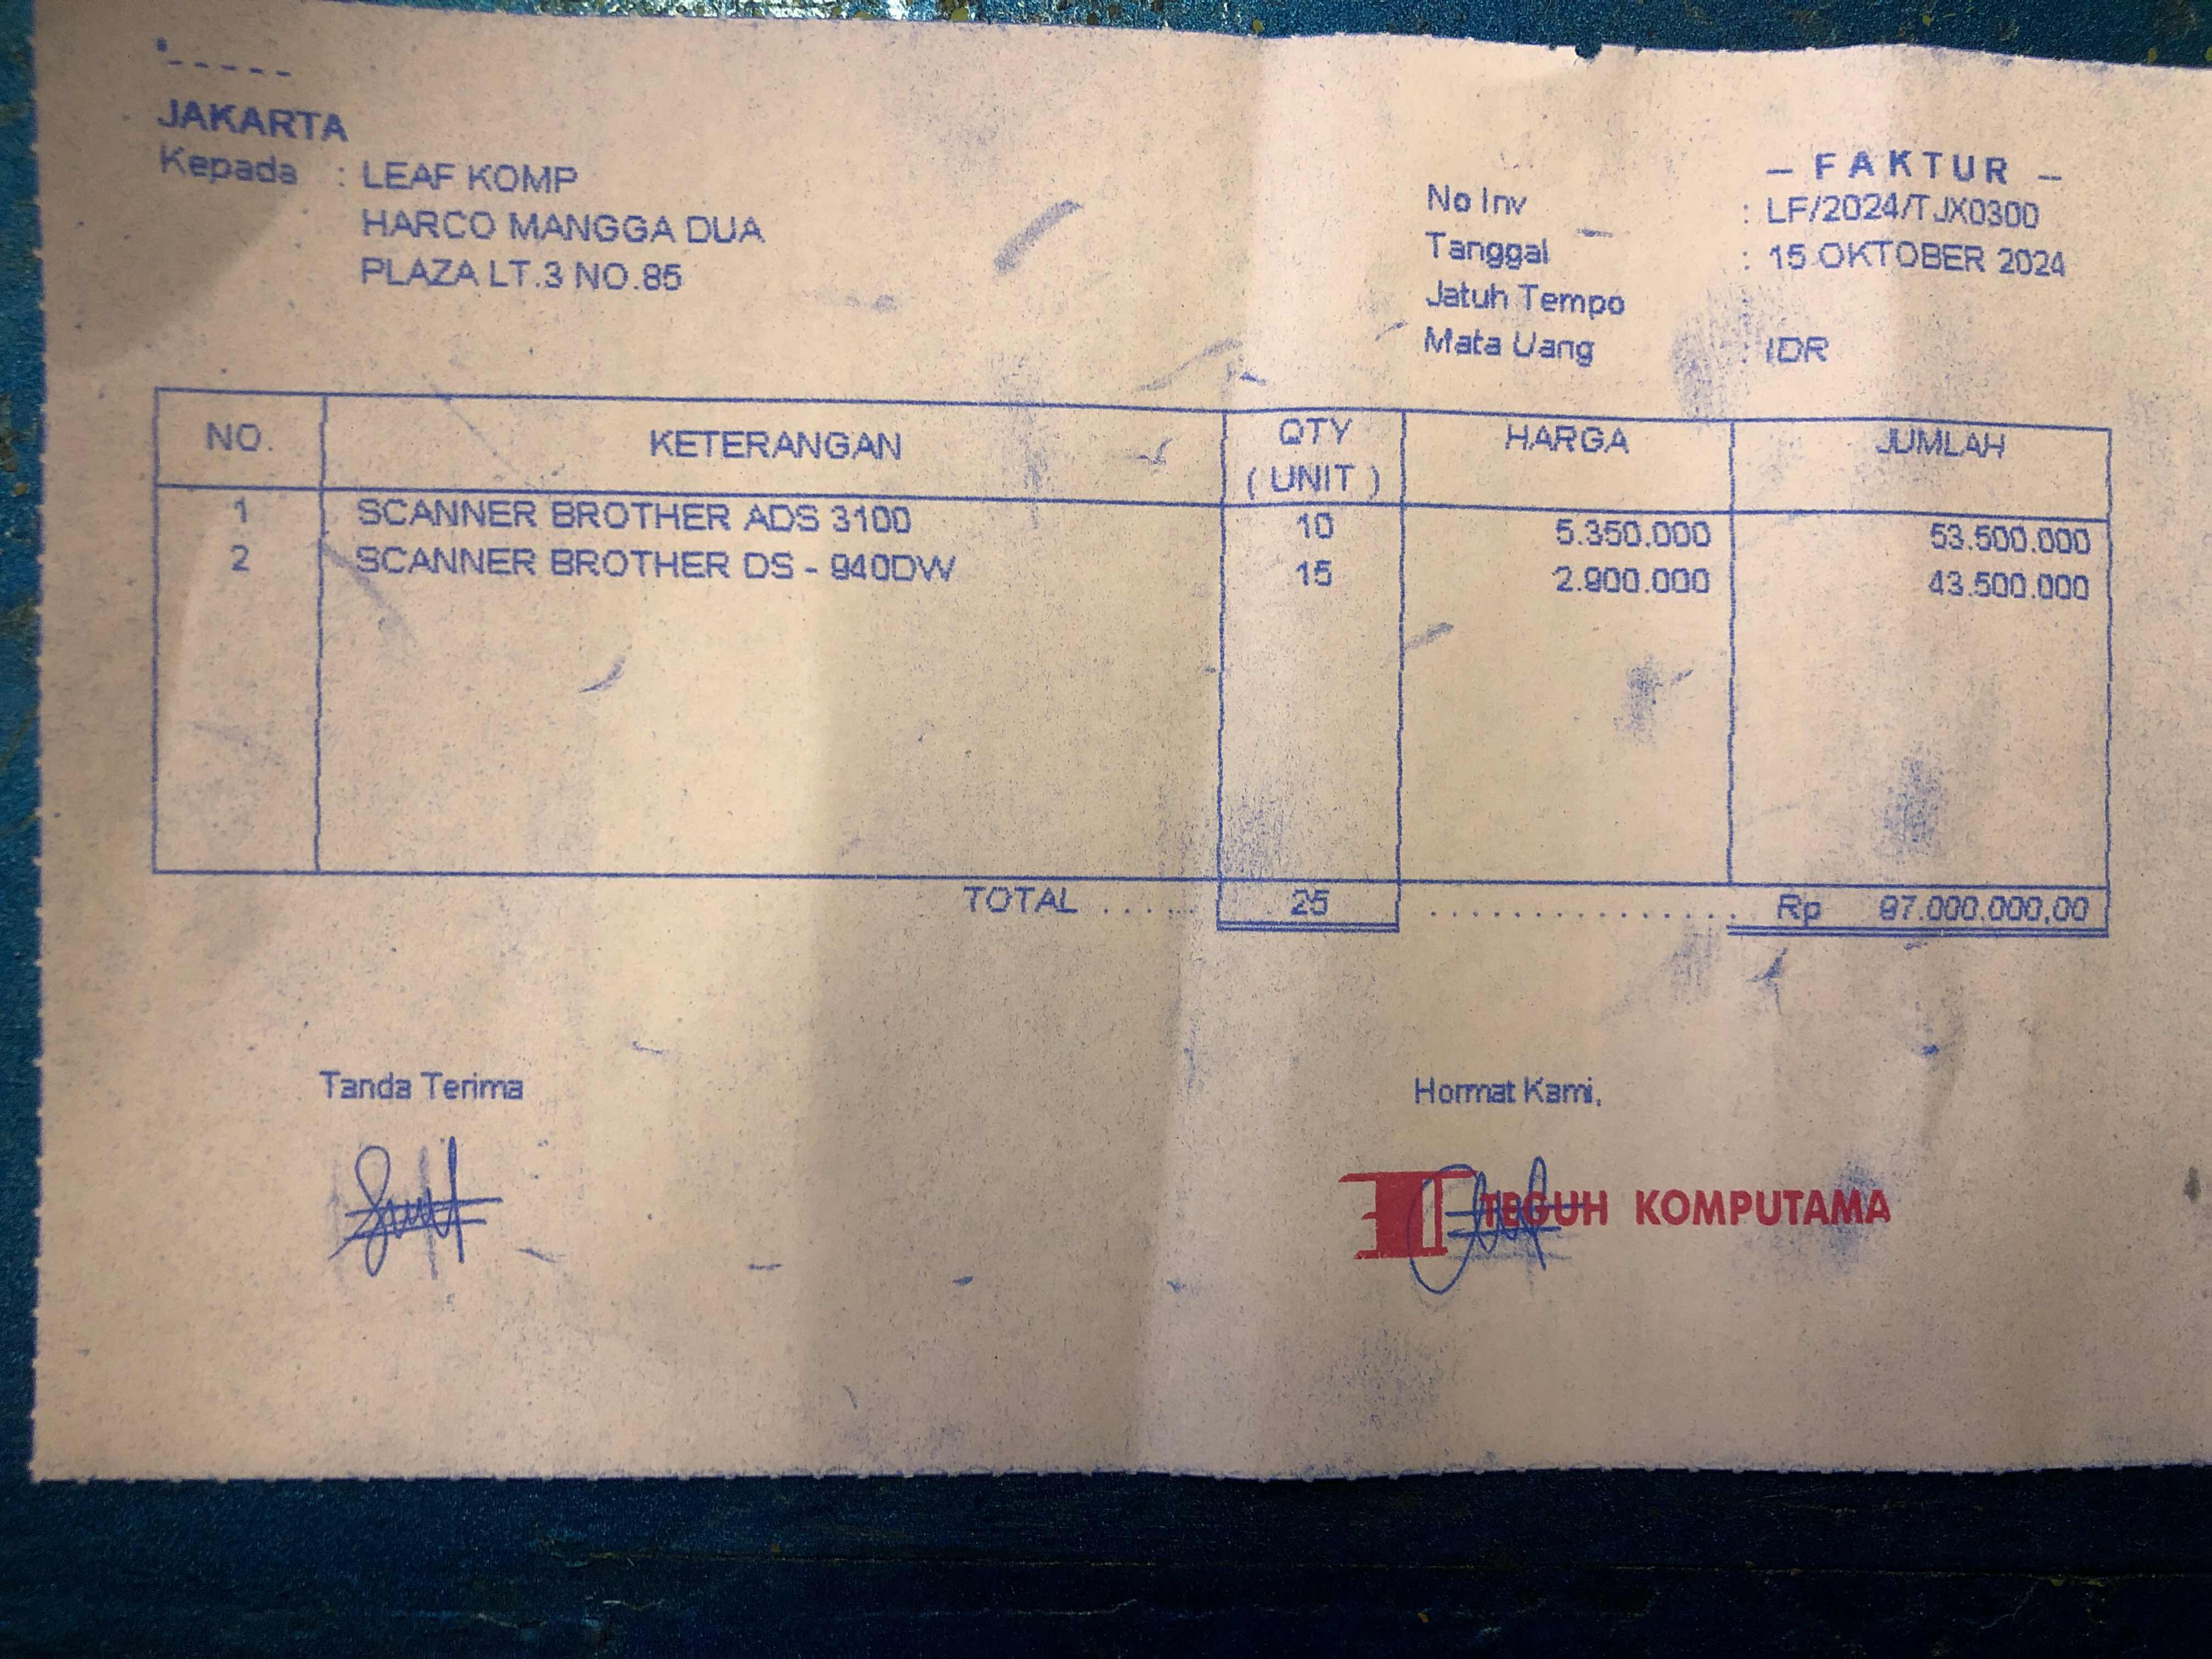 JAKARTA
Kepada : LEAF KOMP
HARCO MANGGA DUA
PLAZA LT.3 NO.85
– FAKTUR –
No Inv : LF/2024/TJX0300
Tanggal : 15 OKTOBER 2024
Jatuh Tempo
Mata Uang : IDR
NO. KETERANGAN QTY HARGA JUMLAH
( UNIT )
1 SCANNER BROTHER ADS 3100 10 5.350.000 53.500.000
2 SCANNER BROTHER DS - 940DW 15 2.900.000 43.500.000
TOTAL ...... 25 ................ Rp 97.000.000,00
Tanda Terima Hormat Kami,
TEGUH KOMPUTAMA